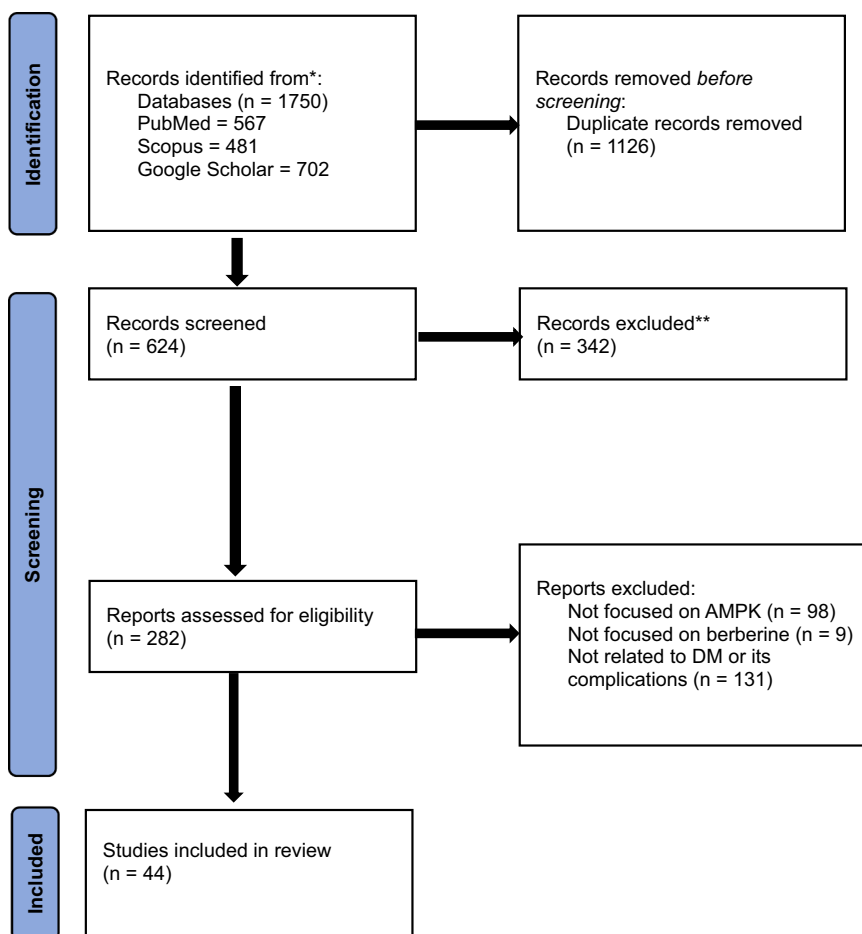 Identification
Records identified from*:
Databases (n = 1750)
PubMed = 567
Scopus = 481
Google Scholar = 702
Records removed before
screening:
Duplicate records removed
(n = 1126)
Screening
Records screened
(n = 624)
Records excluded**
(n = 342)
Reports assessed for eligibility
(n = 282)
Reports excluded:
Not focused on AMPK (n = 98)
Not focused on berberine (n = 9)
Not related to DM or its
complications (n = 131)
Included
Studies included in review
(n = 44)